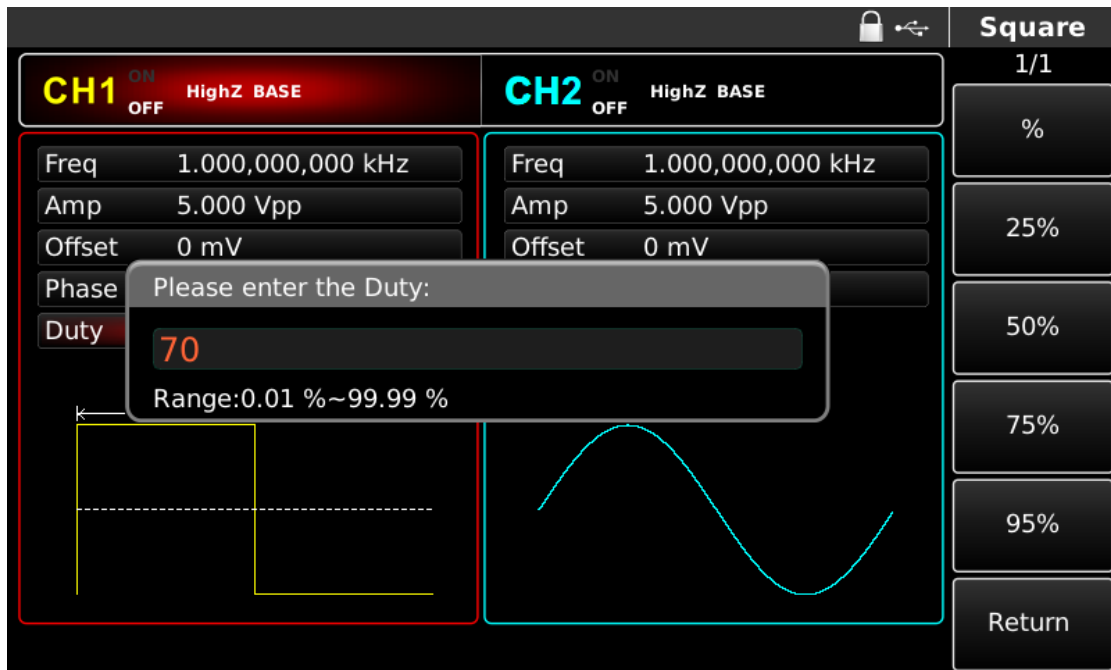 Square
1/1
CH1 ON OFF HighZ BASE
CH2 ON OFF HighZ BASE
Freq 1.000,000,000 kHz
Amp 5.000 Vpp
Offset 0 mV
Phase
Duty
Freq 1.000,000,000 kHz
Amp 5.000 Vpp
Offset 0 mV
Please enter the Duty:
70
Range:0.01 %~99.99 %
%
25%
50%
75%
95%
Return